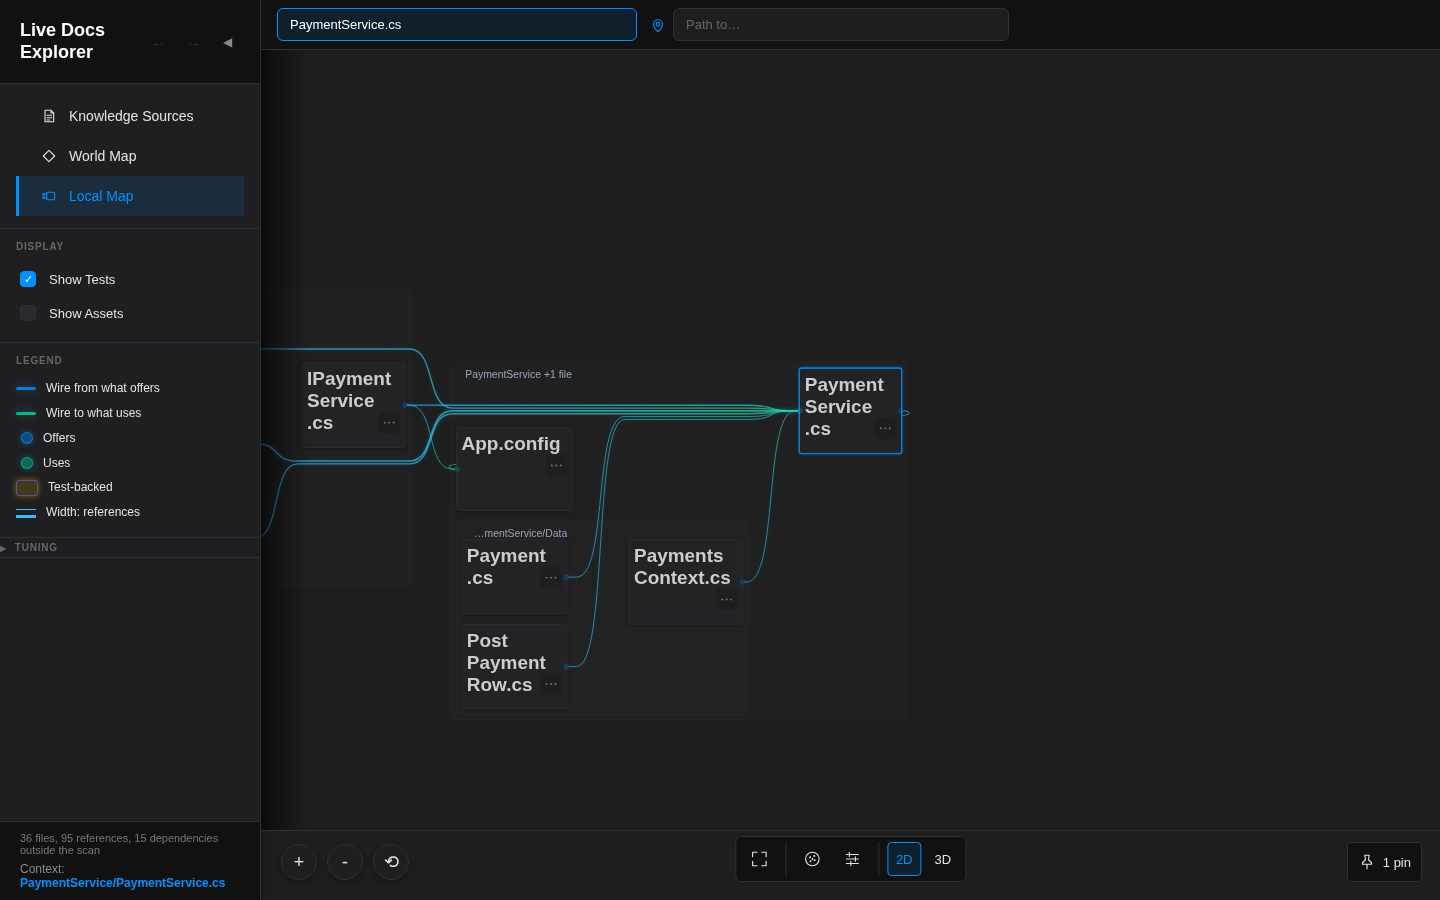 Live Docs
Explorer
PaymentService.cs
Path to…
Knowledge Sources
World Map
Local Map
DISPLAY
Show Tests
Show Assets
LEGEND
Wire from what offers
Wire to what uses
Offers
Uses
Test-backed
Width: references
TUNING
IPayment
Service
.cs
PaymentService +1 file
App.config
…mentService/Data
Payment
.cs
Post
Payment
Row.cs
Payments
Context.cs
Payment
Service
.cs
36 files, 95 references, 15 dependencies
outside the scan
Context:
PaymentService/PaymentService.cs
+
-
2D
3D
1 pin